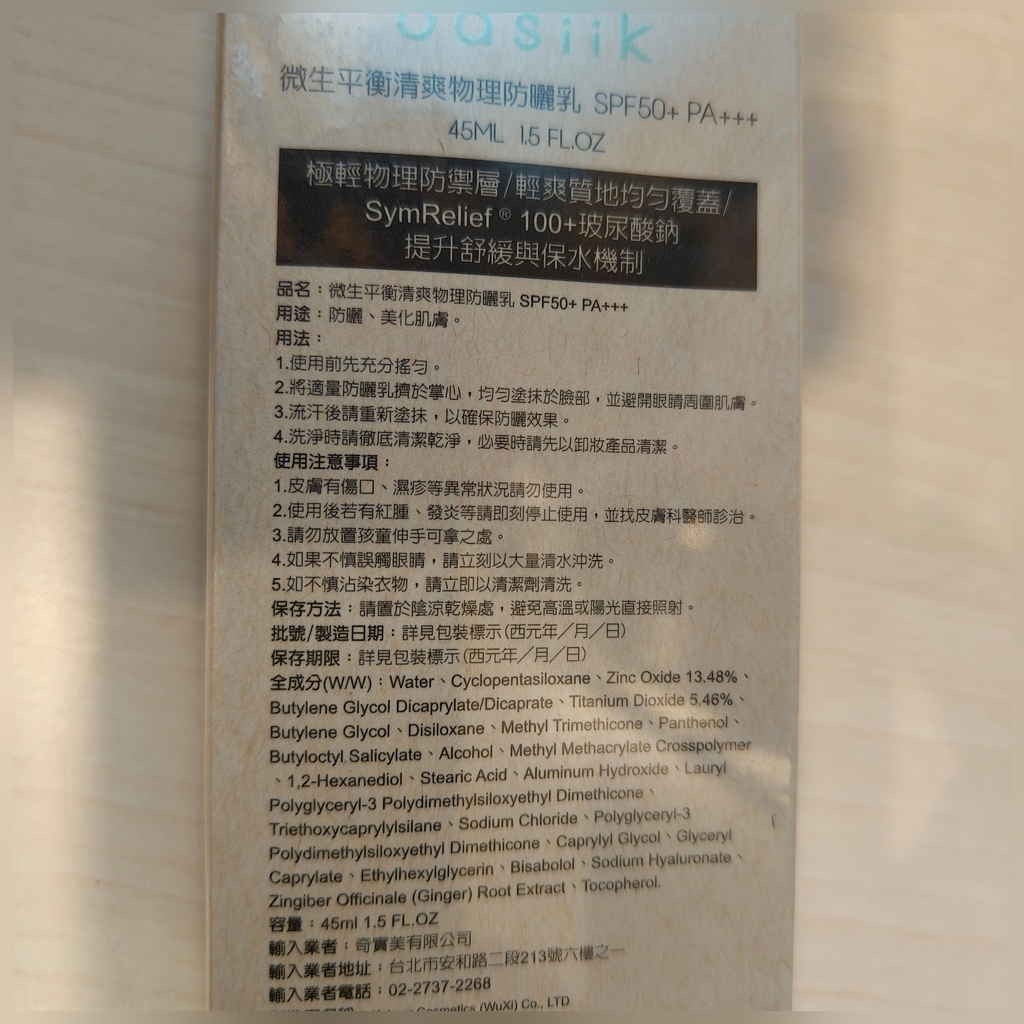 basiik
微生平衡清爽物理防曬乳 SPF50+ PA+++
45ML 1.5 FL.OZ
極輕物理防禦層/輕爽質地均勻覆蓋/
SymRelief® 100+玻尿酸鈉
提升舒緩與保水機制
品名：微生平衡清爽物理防曬乳 SPF50+ PA+++
用途：防曬、美化肌膚。
用法：
1.使用前先充分搖勻。
2.將適量防曬乳擠於掌心，均勻塗抹於臉部，並避開眼睛周圍肌膚。
3.流汗後請重新塗抹，以確保防曬效果。
4.洗淨時請徹底清潔乾淨，必要時請先以卸妝產品清潔。
使用注意事項：
1.皮膚有傷口、濕疹等異常狀況請勿使用。
2.使用後若有紅腫、發炎等請即刻停止使用，並找皮膚科醫師診治。
3.請勿放置孩童伸手可拿之處。
4.如果不慎誤觸眼睛，請立刻以大量清水沖洗。
5.如不慎沾染衣物，請立即以清潔劑清洗。
保存方法：請置於陰涼乾燥處，避免高溫或陽光直接照射。
批號/製造日期：詳見包裝標示(西元年／月／日)
保存期限：詳見包裝標示(西元年／月／日)
全成分(W/W)：Water、Cyclopentasiloxane、Zinc Oxide 13.48%、
Butylene Glycol Dicaprylate/Dicaprate、Titanium Dioxide 5.46%、
Butylene Glycol、Disiloxane、Methyl Trimethicone、Panthenol、
Butyloctyl Salicylate、Alcohol、Methyl Methacrylate Crosspolymer
、1,2-Hexanediol、Stearic Acid、Aluminum Hydroxide、Lauryl
Polyglyceryl-3 Polydimethylsiloxyethyl Dimethicone、
Triethoxycaprylylsilane、Sodium Chloride、Polyglyceryl-3
Polydimethylsiloxyethyl Dimethicone、Caprylyl Glycol、Glyceryl
Caprylate、Ethylhexylglycerin、Bisabolol、Sodium Hyaluronate、
Zingiber Officinale (Ginger) Root Extract、Tocopherol.
容量：45ml 1.5 FL.OZ
輸入業者：奇實美有限公司
輸入業者地址：台北市安和路二段213號六樓之一
輸入業者電話：02-2737-2268
Cosmetics (WuXi) Co., LTD